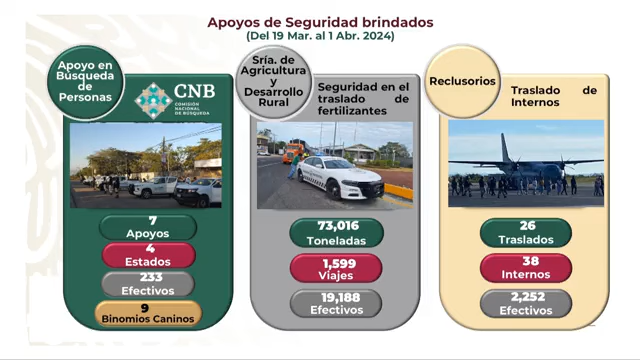 Apoyos de Seguridad brindados
(Del 19 Mar. al 1 Abr. 2024)
Apoyo en
Búsqueda
de
Personas
CNB
COMISIÓN
NACIONAL
DE BÚSQUEDA
7
Apoyos
4
Estados
233
Efectivos
9
Binomios Caninos
Sría. de
Agricultura
y
Desarrollo
Rural
Seguridad en el
traslado de
fertilizantes
73,016
Toneladas
1,599
Viajes
19,188
Efectivos
Reclusorios
Traslado de
Internos
26
Traslados
38
Internos
2,252
Efectivos